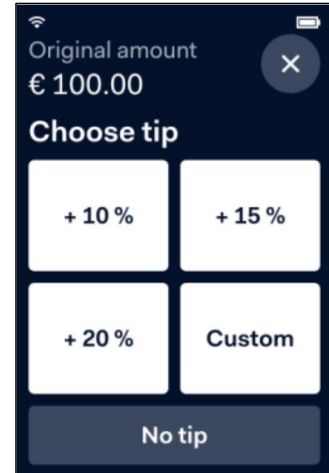 Original amount
€ 100.00
Choose tip
+ 10 %
+ 15 %
+ 20 %
Custom
No tip